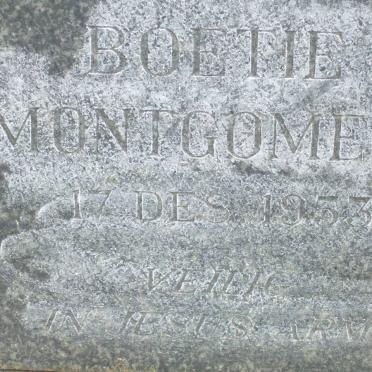 BOETIE
MONTGOME
17 DES 1953
VEILIG
IN JESUS ARM